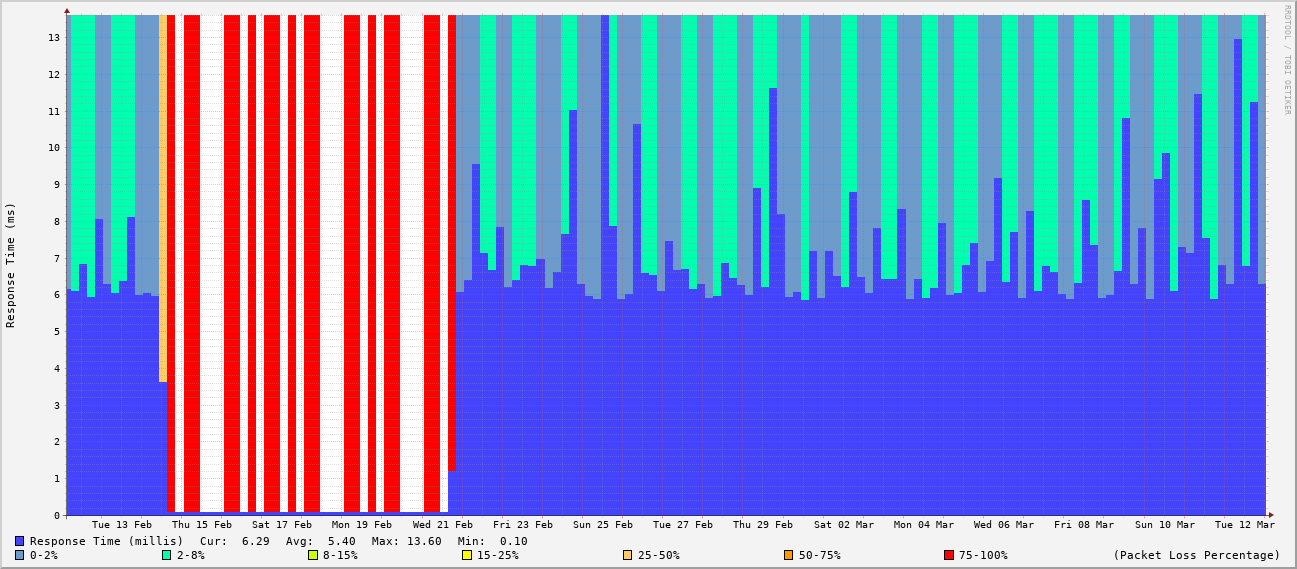 RRDTOOL / TOBI OETIKER
Response Time (ms)
13
12
11
10
9
8
7
6
5
4
3
2
1
0
Tue 13 Feb Thu 15 Feb Sat 17 Feb Mon 19 Feb Wed 21 Feb Fri 23 Feb Sun 25 Feb Tue 27 Feb Thu 29 Feb Sat 02 Mar Mon 04 Mar Wed 06 Mar Fri 08 Mar Sun 10 Mar Tue 12 Mar
Response Time (millis) Cur: 6.29 Avg: 5.40 Max: 13.60 Min: 0.10
0-2% 2-8% 8-15% 15-25% 25-50% 50-75% 75-100% (Packet Loss Percentage)